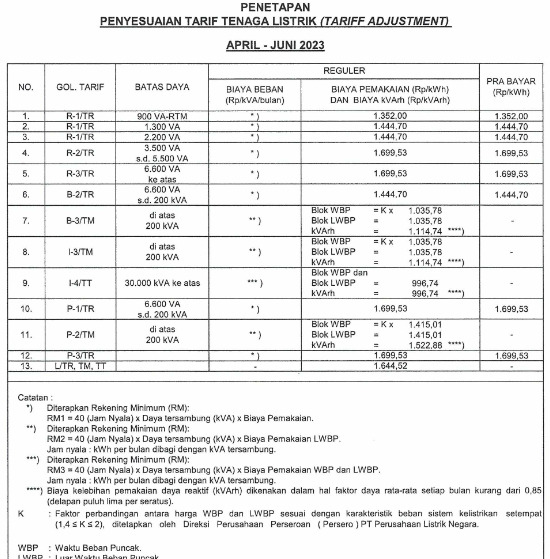 PENETAPAN
PENYESUAIAN TARIF TENAGA LISTRIK (TARIFF ADJUSTMENT)
APRIL - JUNI 2023
NO. GOL. TARIF BATAS DAYA REGULER PRA BAYAR (Rp/kWh)
BIAYA BEBAN (Rp/kVA/bulan) BIAYA PEMAKAIAN (Rp/kWh) DAN BIAYA kVArh (Rp/kVArh)
1. R-1/TR 900 VA-RTM *) 1.352,00 1.352,00
2. R-1/TR 1.300 VA *) 1.444,70 1.444,70
3. R-1/TR 2.200 VA *) 1.444,70 1.444,70
4. R-2/TR 3.500 VA s.d. 5.500 VA *) 1.699,53 1.699,53
5. R-3/TR 6.600 VA ke atas *) 1.699,53 1.699,53
6. B-2/TR 6.600 VA s.d. 200 kVA *) 1.444,70 1.444,70
7. B-3/TM di atas 200 kVA **) Blok WBP = K x 1.035,78 -
Blok LWBP = 1.035,78
kVArh = 1.114,74 ****)
8. I-3/TM di atas 200 kVA **) Blok WBP = K x 1.035,78 -
Blok LWBP = 1.035,78
kVArh = 1.114,74 ****)
9. I-4/TT 30.000 kVA ke atas ***) Blok WBP dan -
Blok LWBP = 996,74
kVArh = 996,74 ****)
10. P-1/TR 6.600 VA s.d. 200 kVA *) 1.699,53 1.699,53
11. P-2/TM di atas 200 kVA **) Blok WBP = K x 1.415,01 -
Blok LWBP = 1.415,01
kVArh = 1.522,88 ****)
12. P-3/TR *) 1.699,53 1.699,53
13. L/TR, TM, TT - 1.644,52 -
Catatan :
*) Diterapkan Rekening Minimum (RM):
RM1 = 40 (Jam Nyala) x Daya tersambung (kVA) x Biaya Pemakaian.
**) Diterapkan Rekening Minimum (RM):
RM2 = 40 (Jam Nyala) x Daya tersambung (kVA) x Biaya Pemakaian LWBP.
Jam nyala : kWh per bulan dibagi dengan kVA tersambung.
***) Diterapkan Rekening Minimum (RM):
RM3 = 40 (Jam Nyala) x Daya tersambung (kVA) x Biaya Pemakaian WBP dan LWBP.
Jam nyala : kWh per bulan dibagi dengan kVA tersambung.
****) Biaya kelebihan pemakaian daya reaktif (kVArh) dikenakan dalam hal faktor daya rata-rata setiap bulan kurang dari 0,85
(delapan puluh lima per seratus).
K : Faktor perbandingan antara harga WBP dan LWBP sesuai dengan karakteristik beban sistem kelistrikan setempat
(1,4 ≤ K ≤ 2), ditetapkan oleh Direksi Perusahaan Perseroan (Persero) PT Perusahaan Listrik Negara.
WBP : Waktu Beban Puncak.
LWBP : Luar Waktu Beban Puncak.